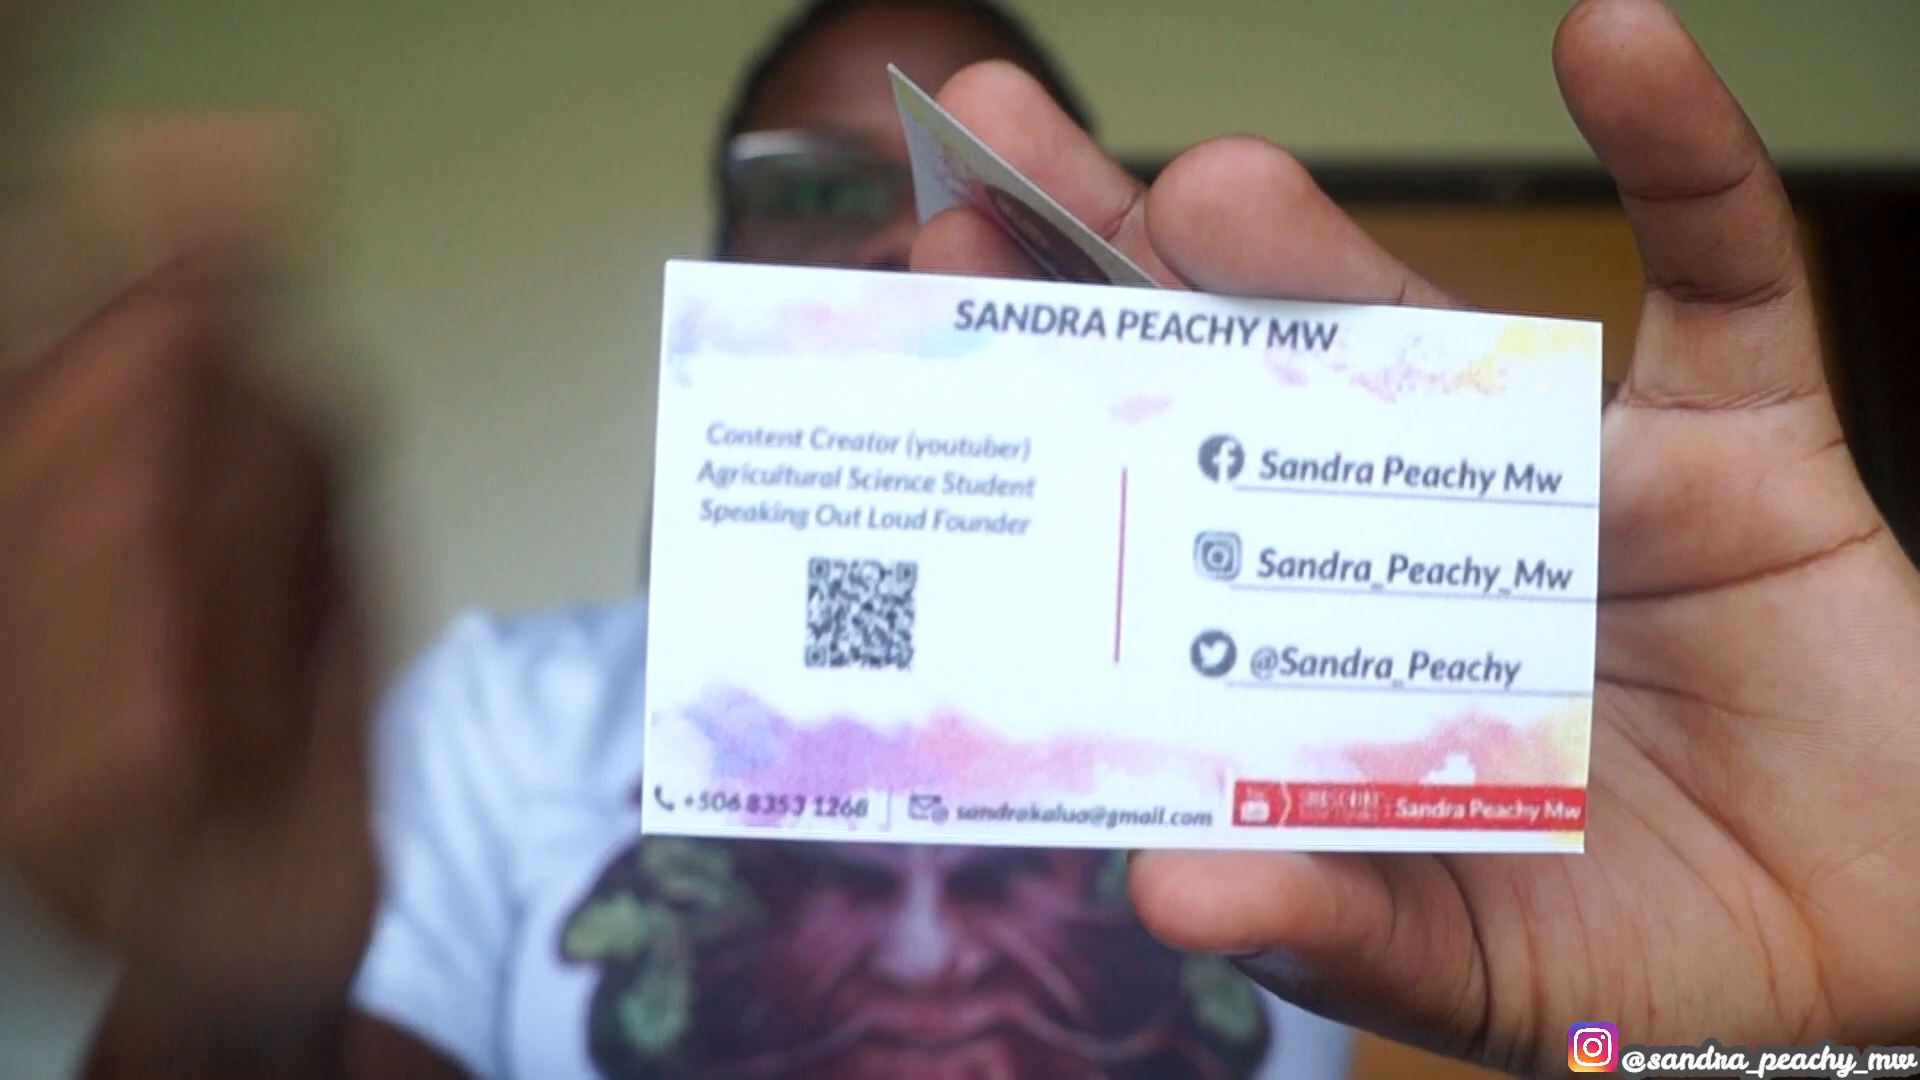 SANDRA PEACHY MW
Content Creator (youtuber)
Agricultural Science Student
Speaking Out Loud Founder
Sandra Peachy Mw
Sandra_Peachy_Mw
@Sandra_Peachy
+506 8353 1268
sandrakalua@gmail.com
SUBSCRIBE
Sandra Peachy Mw
@sandra_peachy_mw